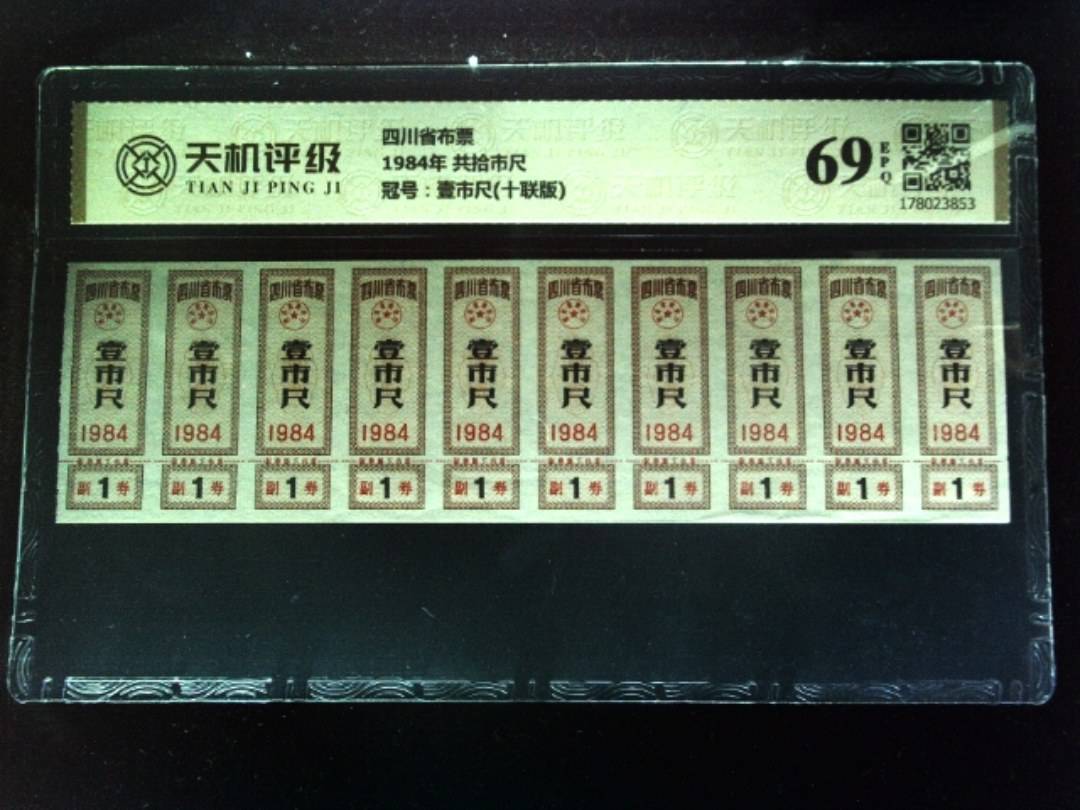 天机评级
TIAN JI PING JI
四川省布票
1984年 共拾市尺
冠号：壹市尺(十联版)
69
EPQ
178023853
四川省布票 四川省布票 四川省布票 四川省布票 四川省布票 四川省布票 四川省布票 四川省布票 四川省布票 四川省布票
壹市尺 壹市尺 壹市尺 壹市尺 壹市尺 壹市尺 壹市尺 壹市尺 壹市尺 壹市尺
1984 1984 1984 1984 1984 1984 1984 1984 1984 1984
副1券 副1券 副1券 副1券 副1券 副1券 副1券 副1券 副1券 副1券